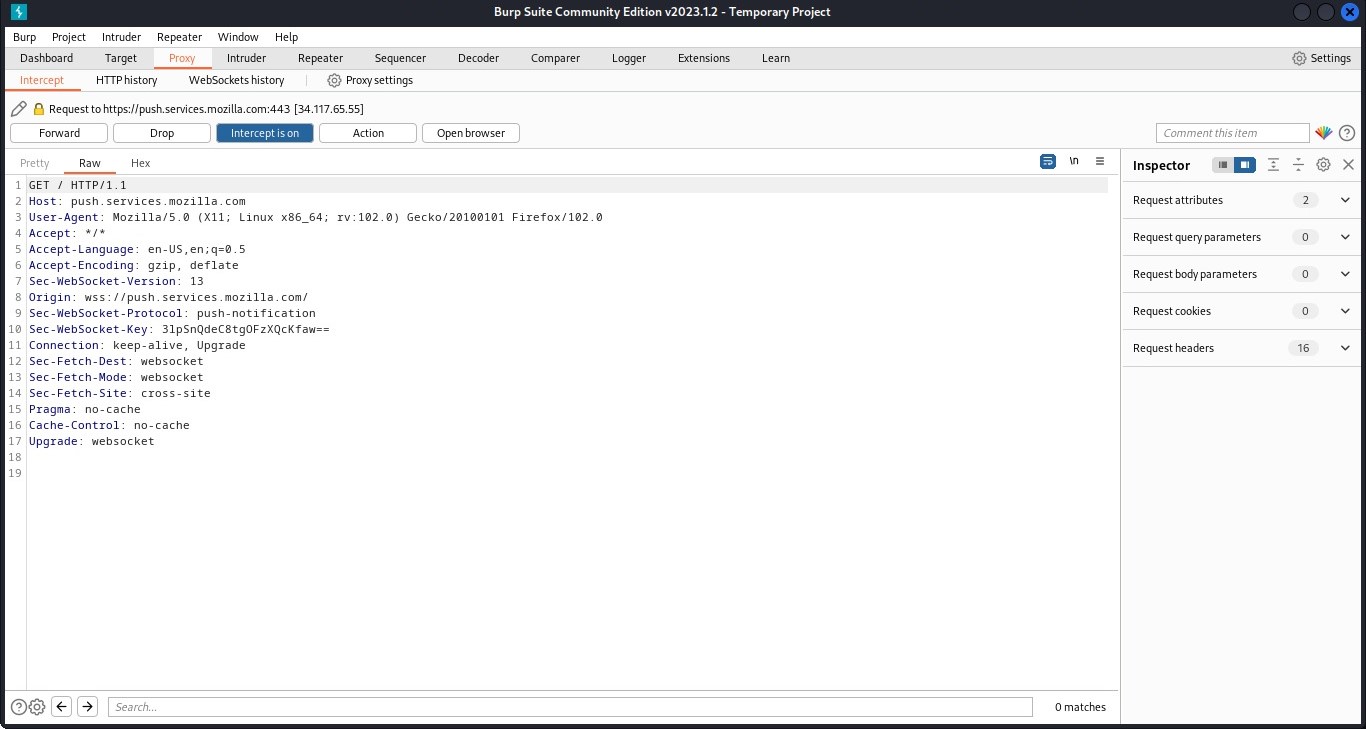 Burp Suite Community Edition v2023.1.2 - Temporary Project
Burp Project Intruder Repeater Window Help
Dashboard Target Proxy Intruder Repeater Sequencer Decoder Comparer Logger Extensions Learn Settings
Intercept HTTP history WebSockets history Proxy settings
Request to https://push.services.mozilla.com:443 [34.117.65.55]
Forward Drop Intercept is on Action Open browser Comment this item
Pretty Raw Hex \n
Inspector
1 GET / HTTP/1.1
2 Host: push.services.mozilla.com
3 User-Agent: Mozilla/5.0 (X11; Linux x86_64; rv:102.0) Gecko/20100101 Firefox/102.0
4 Accept: */*
5 Accept-Language: en-US,en;q=0.5
6 Accept-Encoding: gzip, deflate
7 Sec-WebSocket-Version: 13
8 Origin: wss://push.services.mozilla.com/
9 Sec-WebSocket-Protocol: push-notification
10 Sec-WebSocket-Key: 3lpSnQdeC8tgOFzXQcKfaw==
11 Connection: keep-alive, Upgrade
12 Sec-Fetch-Dest: websocket
13 Sec-Fetch-Mode: websocket
14 Sec-Fetch-Site: cross-site
15 Pragma: no-cache
16 Cache-Control: no-cache
17 Upgrade: websocket
18
19
Request attributes 2
Request query parameters 0
Request body parameters 0
Request cookies 0
Request headers 16
Search... 0 matches